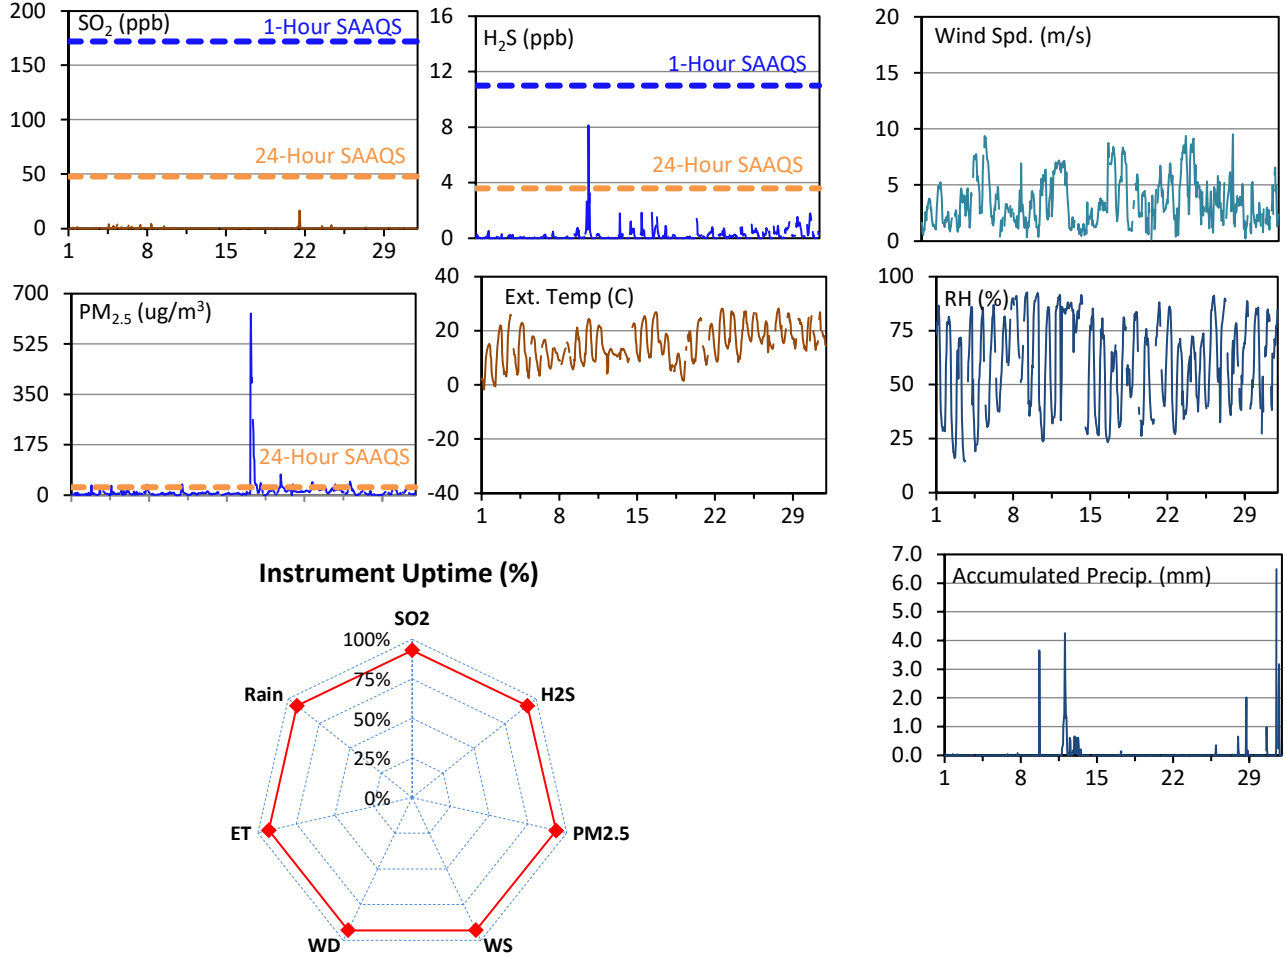 SO2 (ppb)
1-Hour SAAQS
24-Hour SAAQS
200
150
100
50
0
1 8 15 22 29
H2S (ppb)
1-Hour SAAQS
24-Hour SAAQS
16
12
8
4
0
Wind Spd. (m/s)
20
15
10
5
0
PM2.5 (ug/m3)
24-Hour SAAQS
700
525
350
175
0
Ext. Temp (C)
40
20
0
-20
-40
1 8 15 22 29
RH (%)
100
75
50
25
0
1 8 15 22 29
Instrument Uptime (%)
SO2
H2S
PM2.5
WS
WD
ET
Rain
100%
75%
50%
25%
0%
Accumulated Precip. (mm)
7.0
6.0
5.0
4.0
3.0
2.0
1.0
0.0
1 8 15 22 29